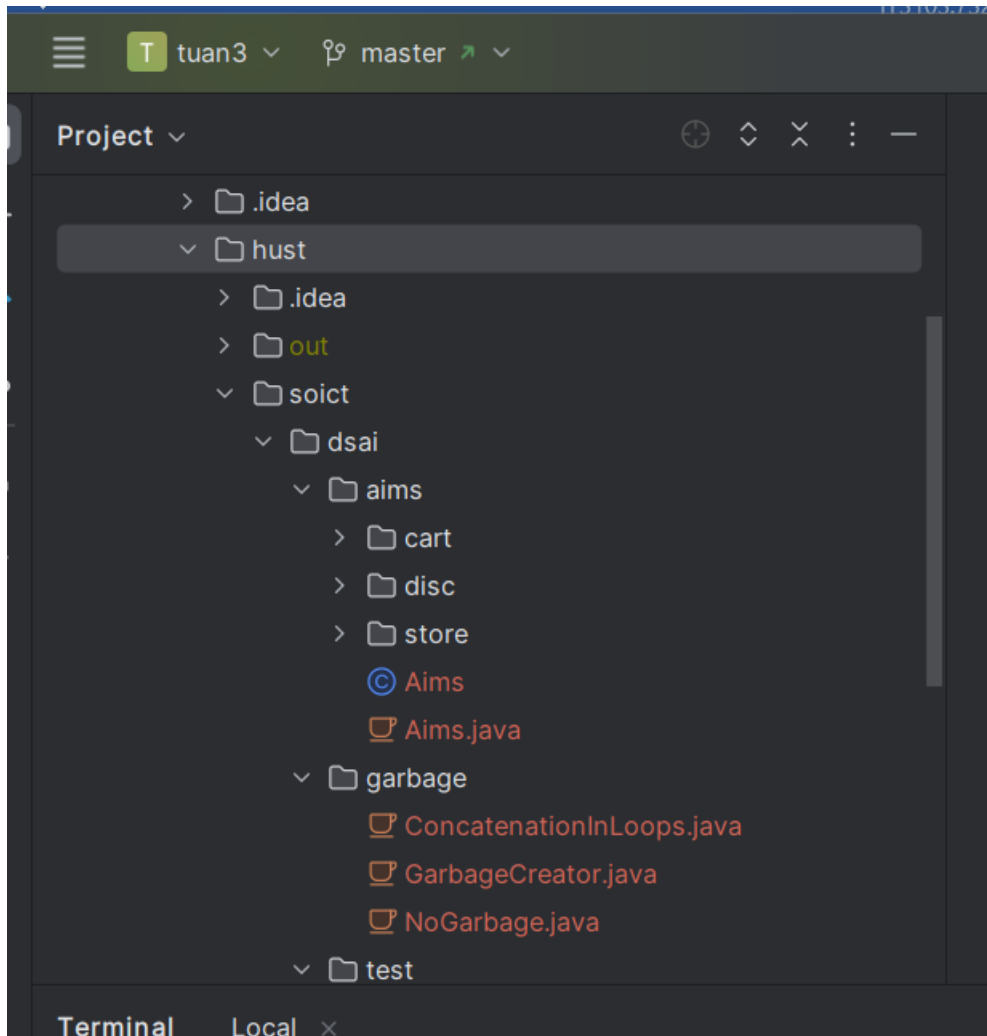 T tuan3 master
Project
.idea
hust
.idea
out
soict
dsai
aims
cart
disc
store
C Aims
Aims.java
garbage
ConcatenationInLoops.java
GarbageCreator.java
NoGarbage.java
test
Terminal Local